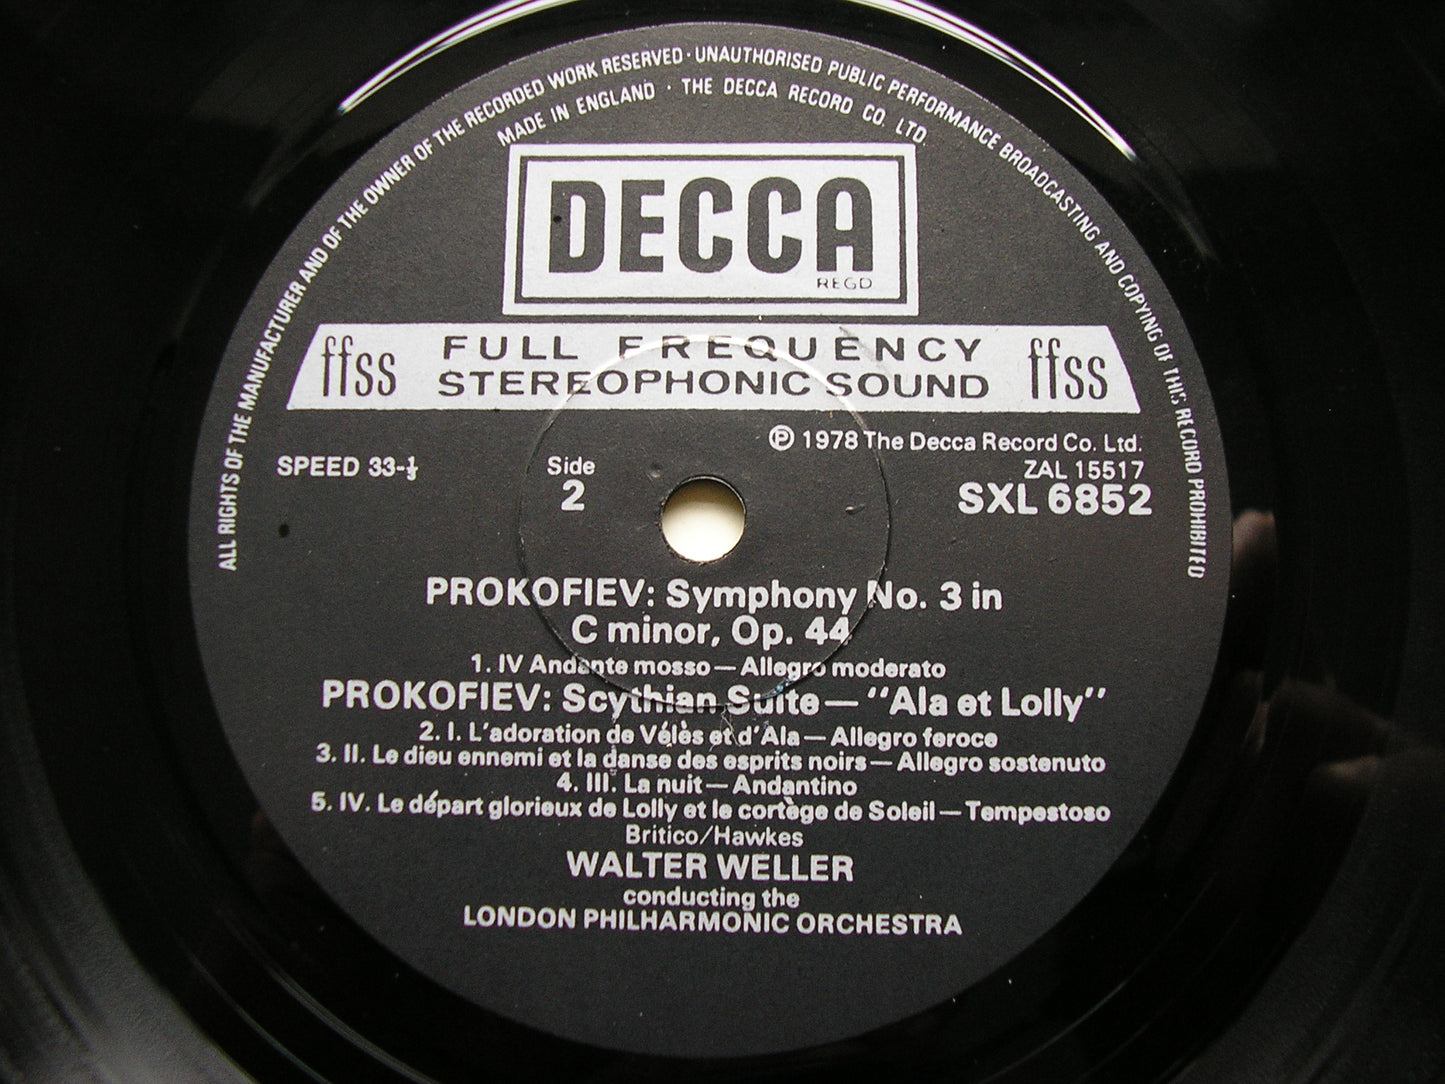 ALL RIGHTS OF THE MANUFACTURER AND OF THE OWNER OF THE RECORDED WORK RESERVED · UNAUTHORISED PUBLIC PERFORMANCE BROADCASTING AND COPYING OF THIS RECORD PROHIBITED
MADE IN ENGLAND · THE DECCA RECORD CO. LTD.
DECCA
REGD
ffss FULL FREQUENCY ffss
STEREOPHONIC SOUND
℗ 1978 The Decca Record Co. Ltd.
SPEED 33-⅓ Side ZAL 15517
2 SXL 6852
PROKOFIEV: Symphony No. 3 in
C minor, Op. 44
1. IV Andante mosso — Allegro moderato
PROKOFIEV: Scythian Suite — "Ala et Lolly"
2. I. L'adoration de Vélès et d'Ala — Allegro feroce
3. II. Le dieu ennemi et la danse des esprits noirs — Allegro sostenuto
4. III. La nuit — Andantino
5. IV. Le départ glorieux de Lolly et le cortège de Soleil — Tempestoso
Britico/Hawkes
WALTER WELLER
conducting the
LONDON PHILHARMONIC ORCHESTRA